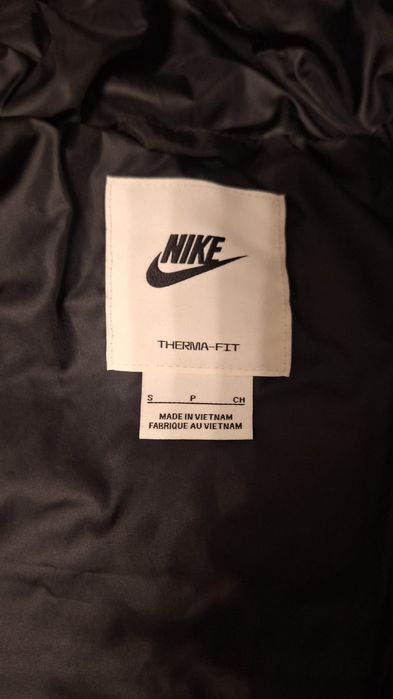 NIKE
THERMA-FIT
S P CH
MADE IN VIETNAM
FABRIQUE AU VIETNAM